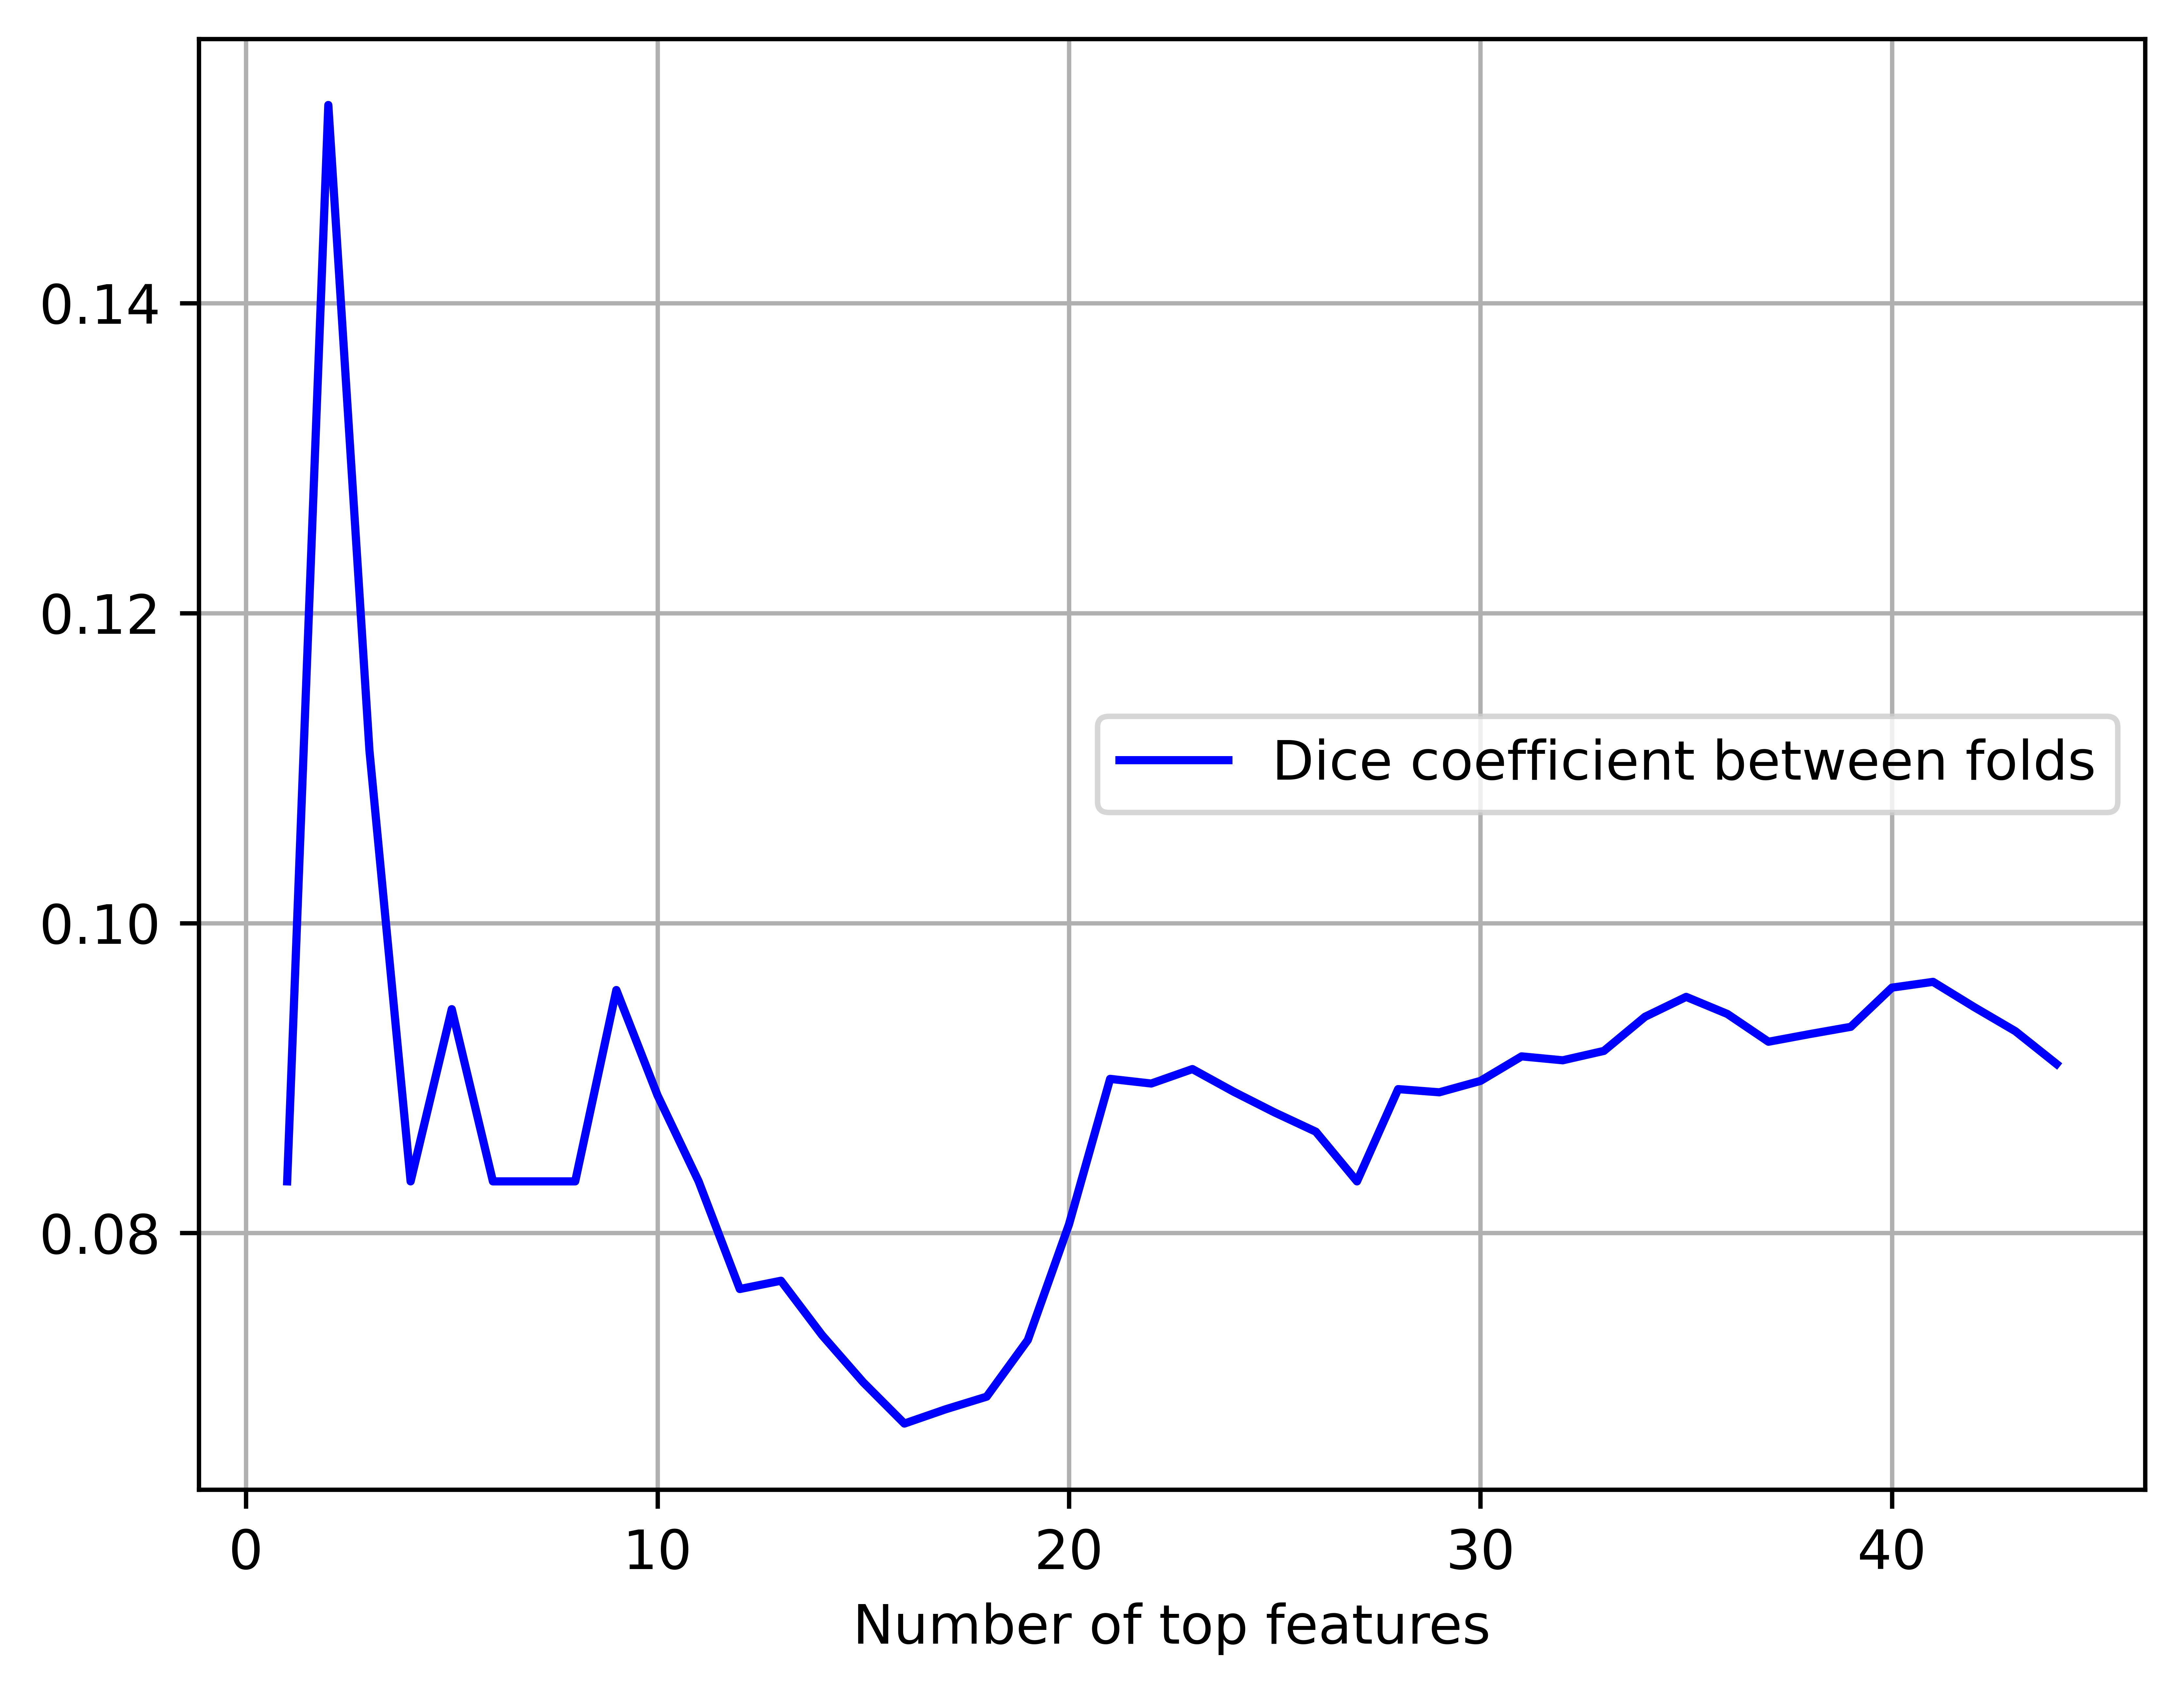 0.14
0.12
0.10
0.08
Dice coefficient between folds
0 10 20 30 40
Number of top features